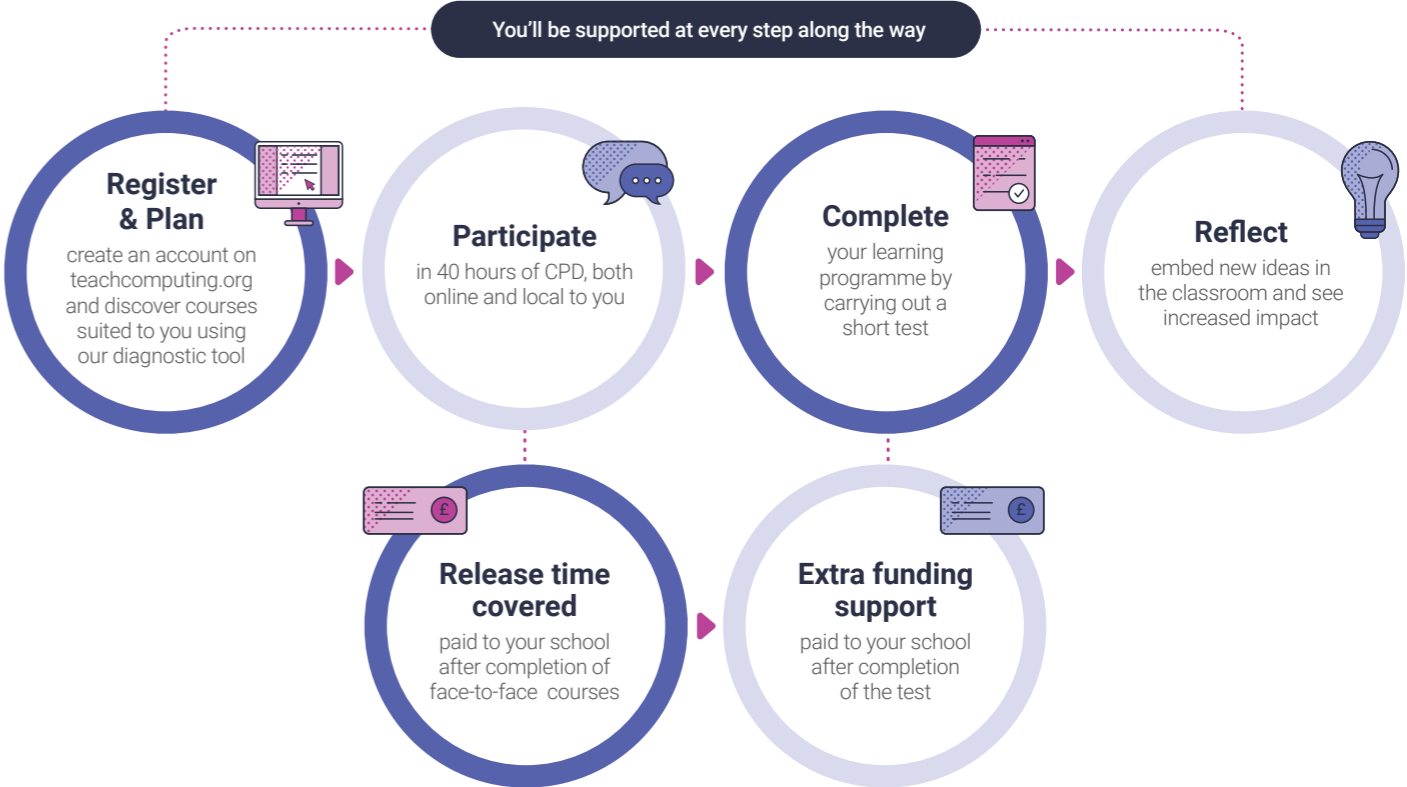 You'll be supported at every step along the way
Register
& Plan
create an account on
teachcomputing.org
and discover courses
suited to you using
our diagnostic tool
Participate
in 40 hours of CPD, both
online and local to you
Complete
your learning
programme by
carrying out a
short test
Reflect
embed new ideas in
the classroom and see
increased impact
£
Release time
covered
paid to your school
after completion of
face-to-face courses
£
Extra funding
support
paid to your school
after completion
of the test